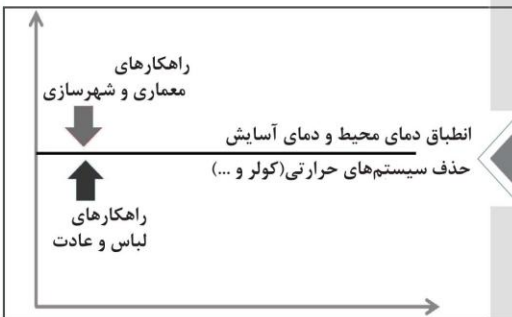 راهکارهای
معماری و شهرسازی
انطباق دمای محیط و دمای آسایش
حذف سیستم‌های حرارتی(کولر و ...)
راهکارهای
لباس و عادت